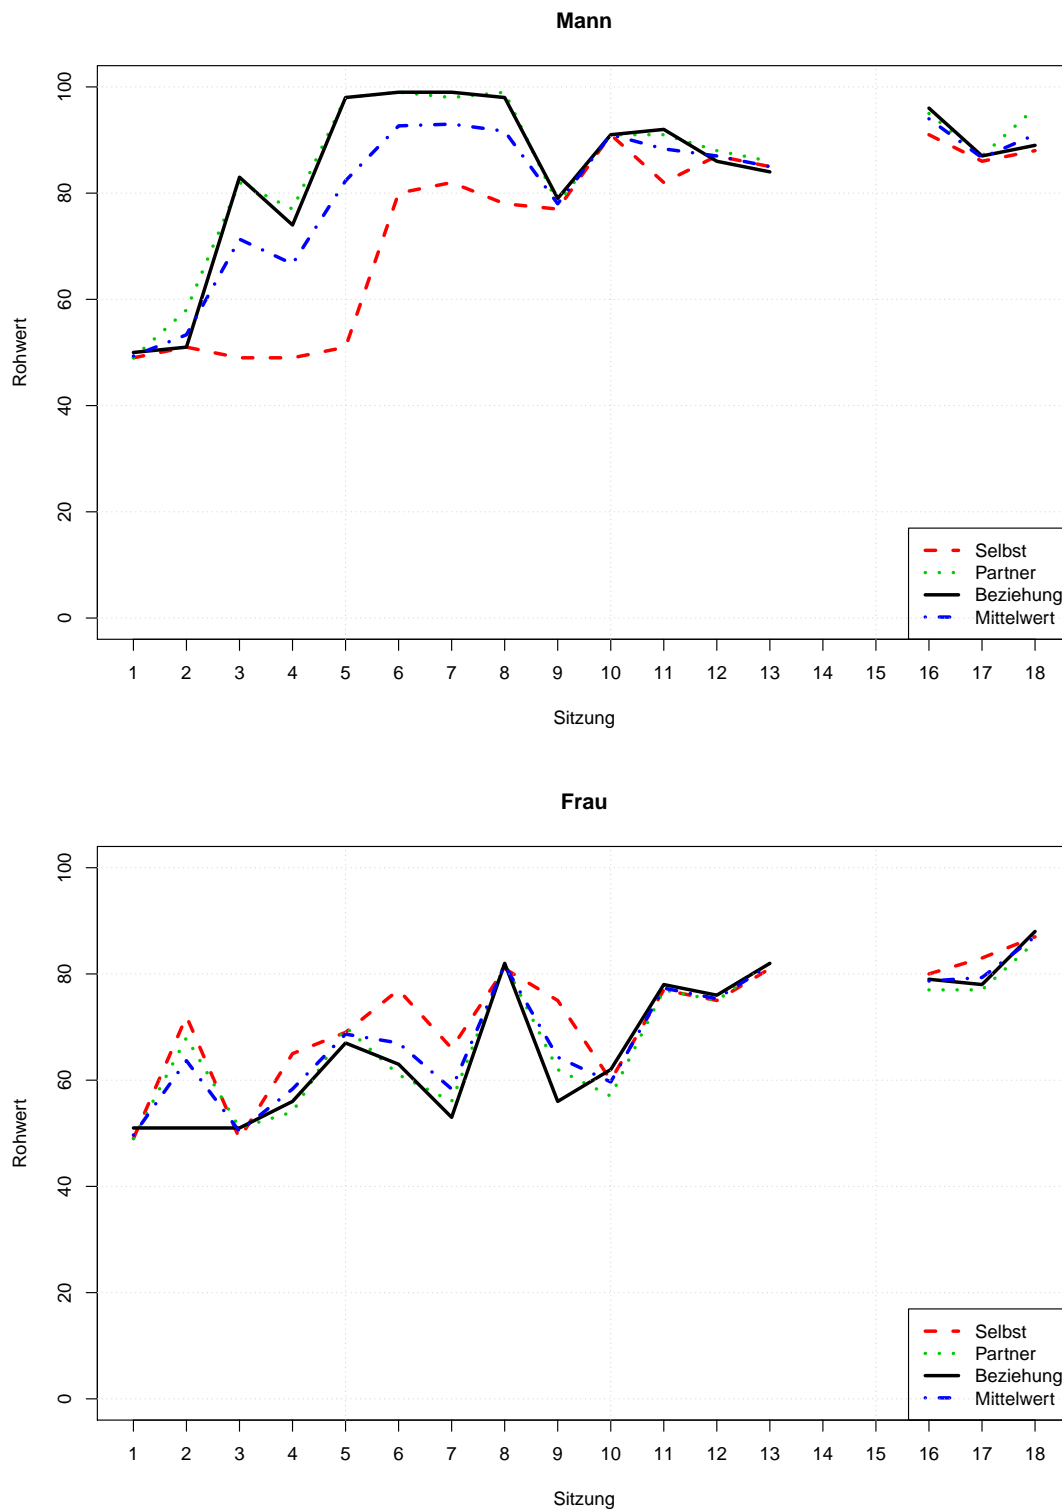 Mann
Rohwert
100
80
60
40
20
0
Selbst
Partner
Beziehung
Mittelwert
1 2 3 4 5 6 7 8 9 10 11 12 13 14 15 16 17 18
Sitzung
Frau
Rohwert
100
80
60
40
20
0
Selbst
Partner
Beziehung
Mittelwert
1 2 3 4 5 6 7 8 9 10 11 12 13 14 15 16 17 18
Sitzung